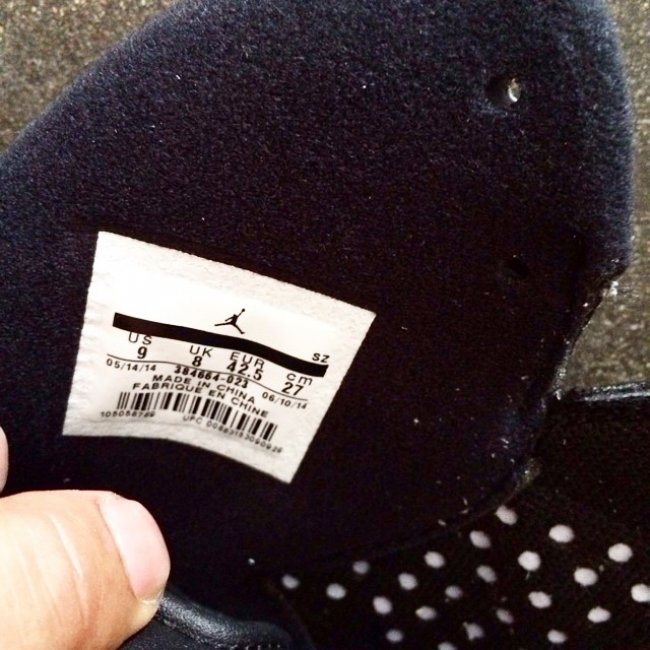 SZ
US UK EUR cm
9 8 42.5 27
05/14/14 384664-023 06/10/14
MADE IN CHINA
FABRIQUE EN CHINE